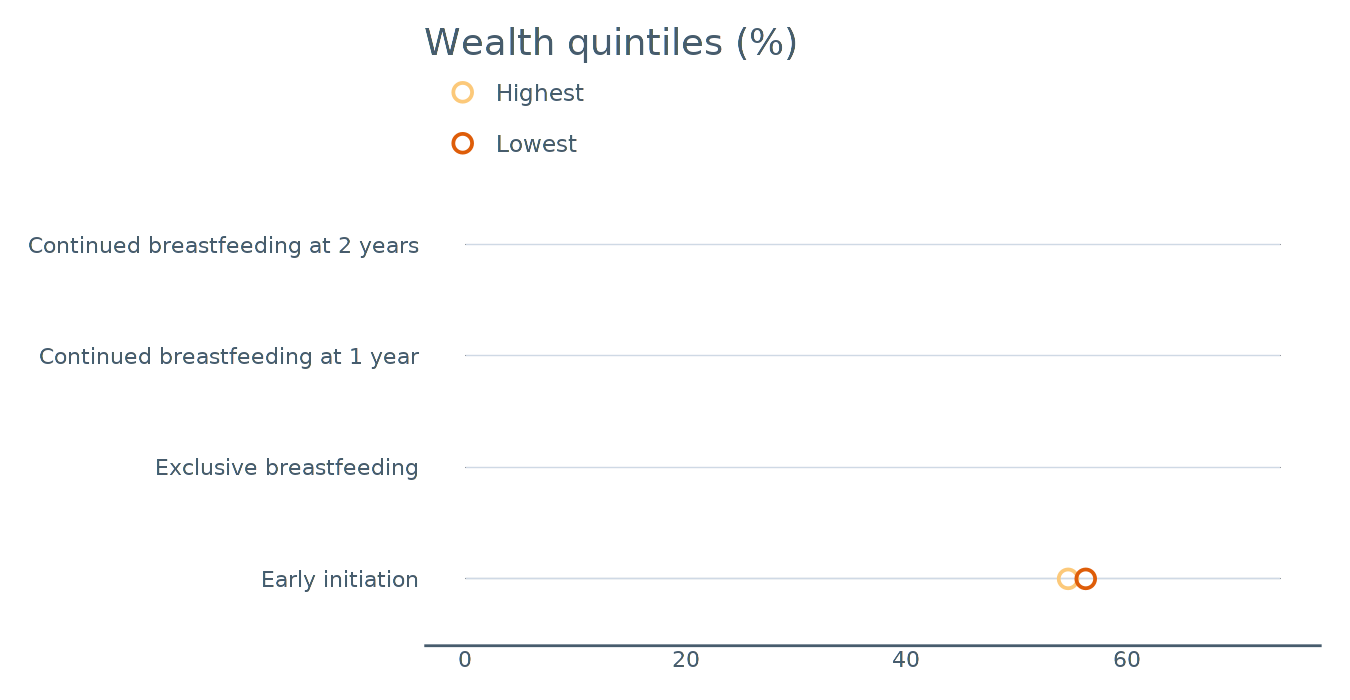 Wealth quintiles (%)
Highest
Lowest
Continued breastfeeding at 2 years
Continued breastfeeding at 1 year
Exclusive breastfeeding
Early initiation
0 20 40 60